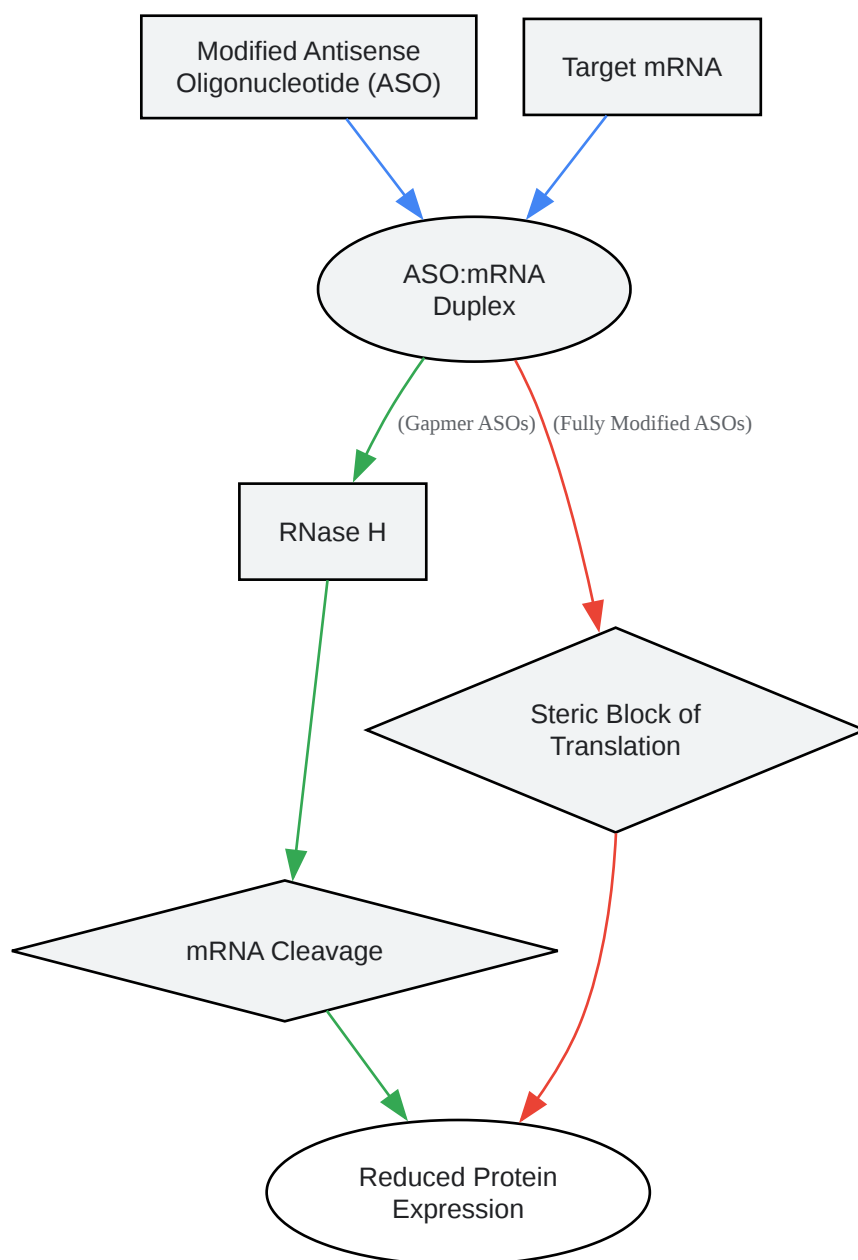 Modified Antisense
Oligonucleotide (ASO)
Target mRNA
ASO:mRNA
Duplex
(Gapmer ASOs)
(Fully Modified ASOs)
RNase H
Steric Block of
Translation
mRNA Cleavage
Reduced Protein
Expression